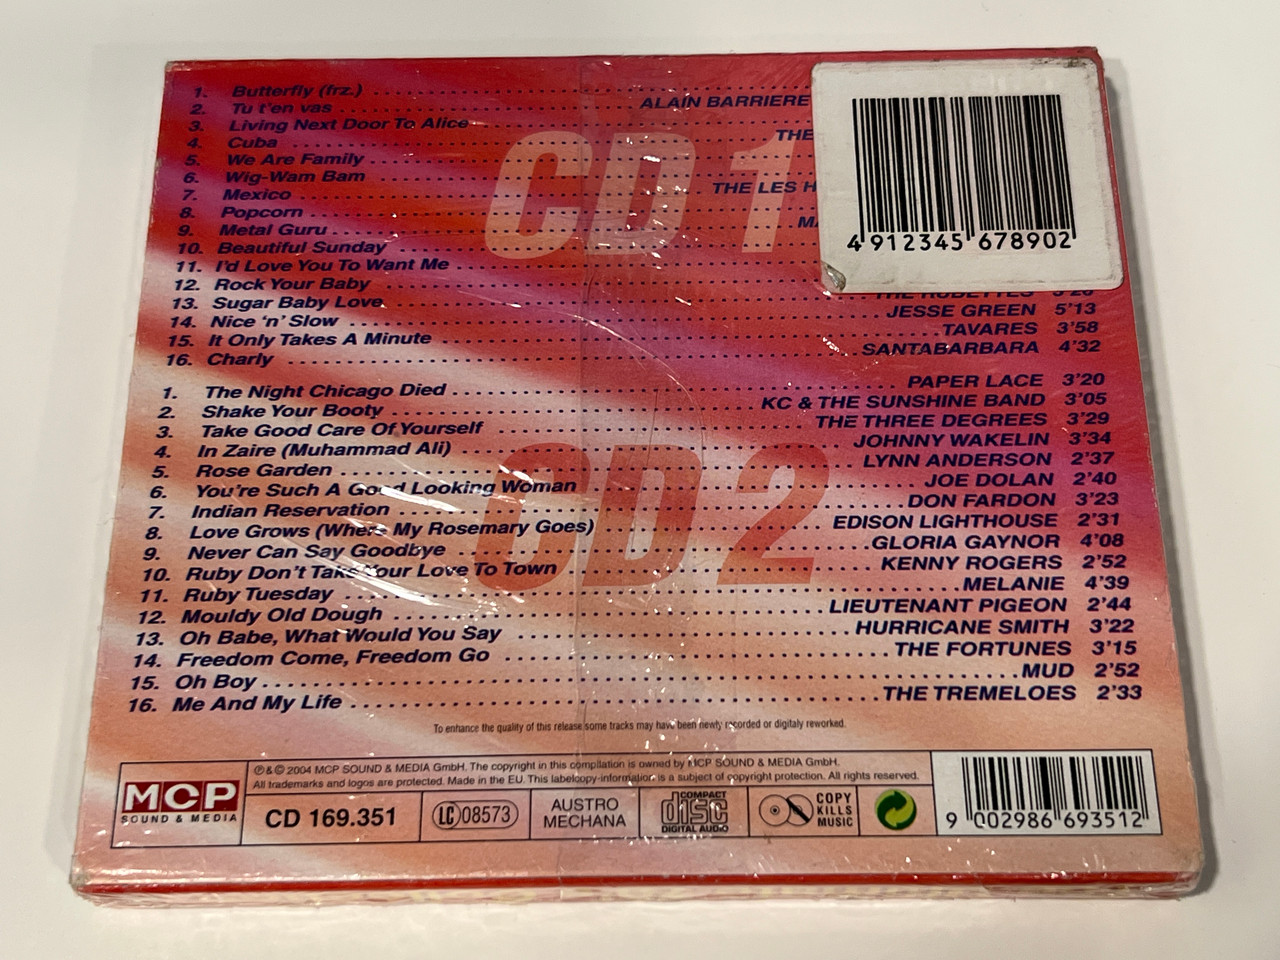 1. Butterfly (frz.)
2. Tu t'en vas ALAIN BARRIERE
3. Living Next Door To Alice
4. Cuba THE
5. We Are Family
6. Wig-Wam Bam
7. Mexico THE LES H
8. Popcorn
9. Metal Guru
10. Beautiful Sunday
11. I'd Love You To Want Me
12. Rock Your Baby
13. Sugar Baby Love THE RUBETTES 3'26
14. Nice 'n' Slow JESSE GREEN 5'13
15. It Only Takes A Minute TAVARES 3'58
16. Charly SANTABARBARA 4'32
CD 1
4 912345 678902
1. The Night Chicago Died PAPER LACE 3'20
2. Shake Your Booty KC & THE SUNSHINE BAND 3'05
3. Take Good Care Of Yourself THE THREE DEGREES 3'29
4. In Zaire (Muhammad Ali) JOHNNY WAKELIN 3'34
5. Rose Garden LYNN ANDERSON 2'37
6. You're Such A Good Looking Woman JOE DOLAN 2'40
7. Indian Reservation DON FARDON 3'23
8. Love Grows (Where My Rosemary Goes) EDISON LIGHTHOUSE 2'31
9. Never Can Say Goodbye GLORIA GAYNOR 4'08
10. Ruby Don't Take Your Love To Town KENNY ROGERS 2'52
11. Ruby Tuesday MELANIE 4'39
12. Mouldy Old Dough LIEUTENANT PIGEON 2'44
13. Oh Babe, What Would You Say HURRICANE SMITH 3'22
14. Freedom Come, Freedom Go THE FORTUNES 3'15
15. Oh Boy MUD 2'52
16. Me And My Life THE TREMELOES 2'33
CD 2
To enhance the quality of this release some tracks may have been newly recorded or digitaly reworked.
℗&© 2004 MCP SOUND & MEDIA GmbH. The copyright in this compilation is owned by MCP SOUND & MEDIA GmbH.
All trademarks and logos are protected. Made in the EU. This labelcopy-information is a subject of copyright protection. All rights reserved.
MCP
SOUND & MEDIA
CD 169.351
LC 08573
AUSTRO
MECHANA
COMPACT
disc
DIGITAL AUDIO
COPY
KILLS
MUSIC
9 002986 693512